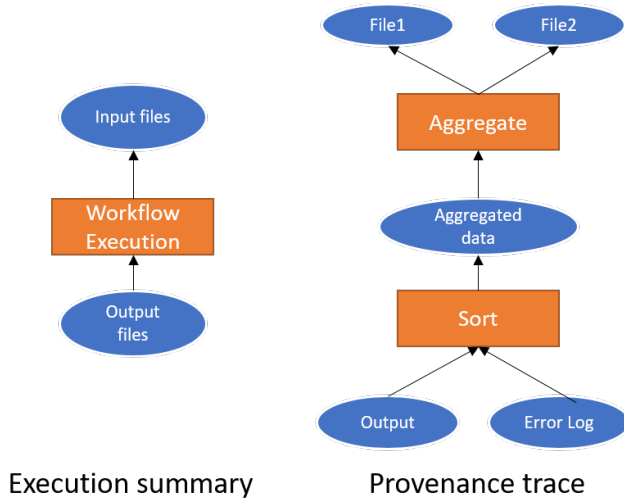 File1
File2
Input files
Aggregate
Workflow
Execution
Aggregated
data
Output
files
Sort
Output
Error Log
Execution summary
Provenance trace